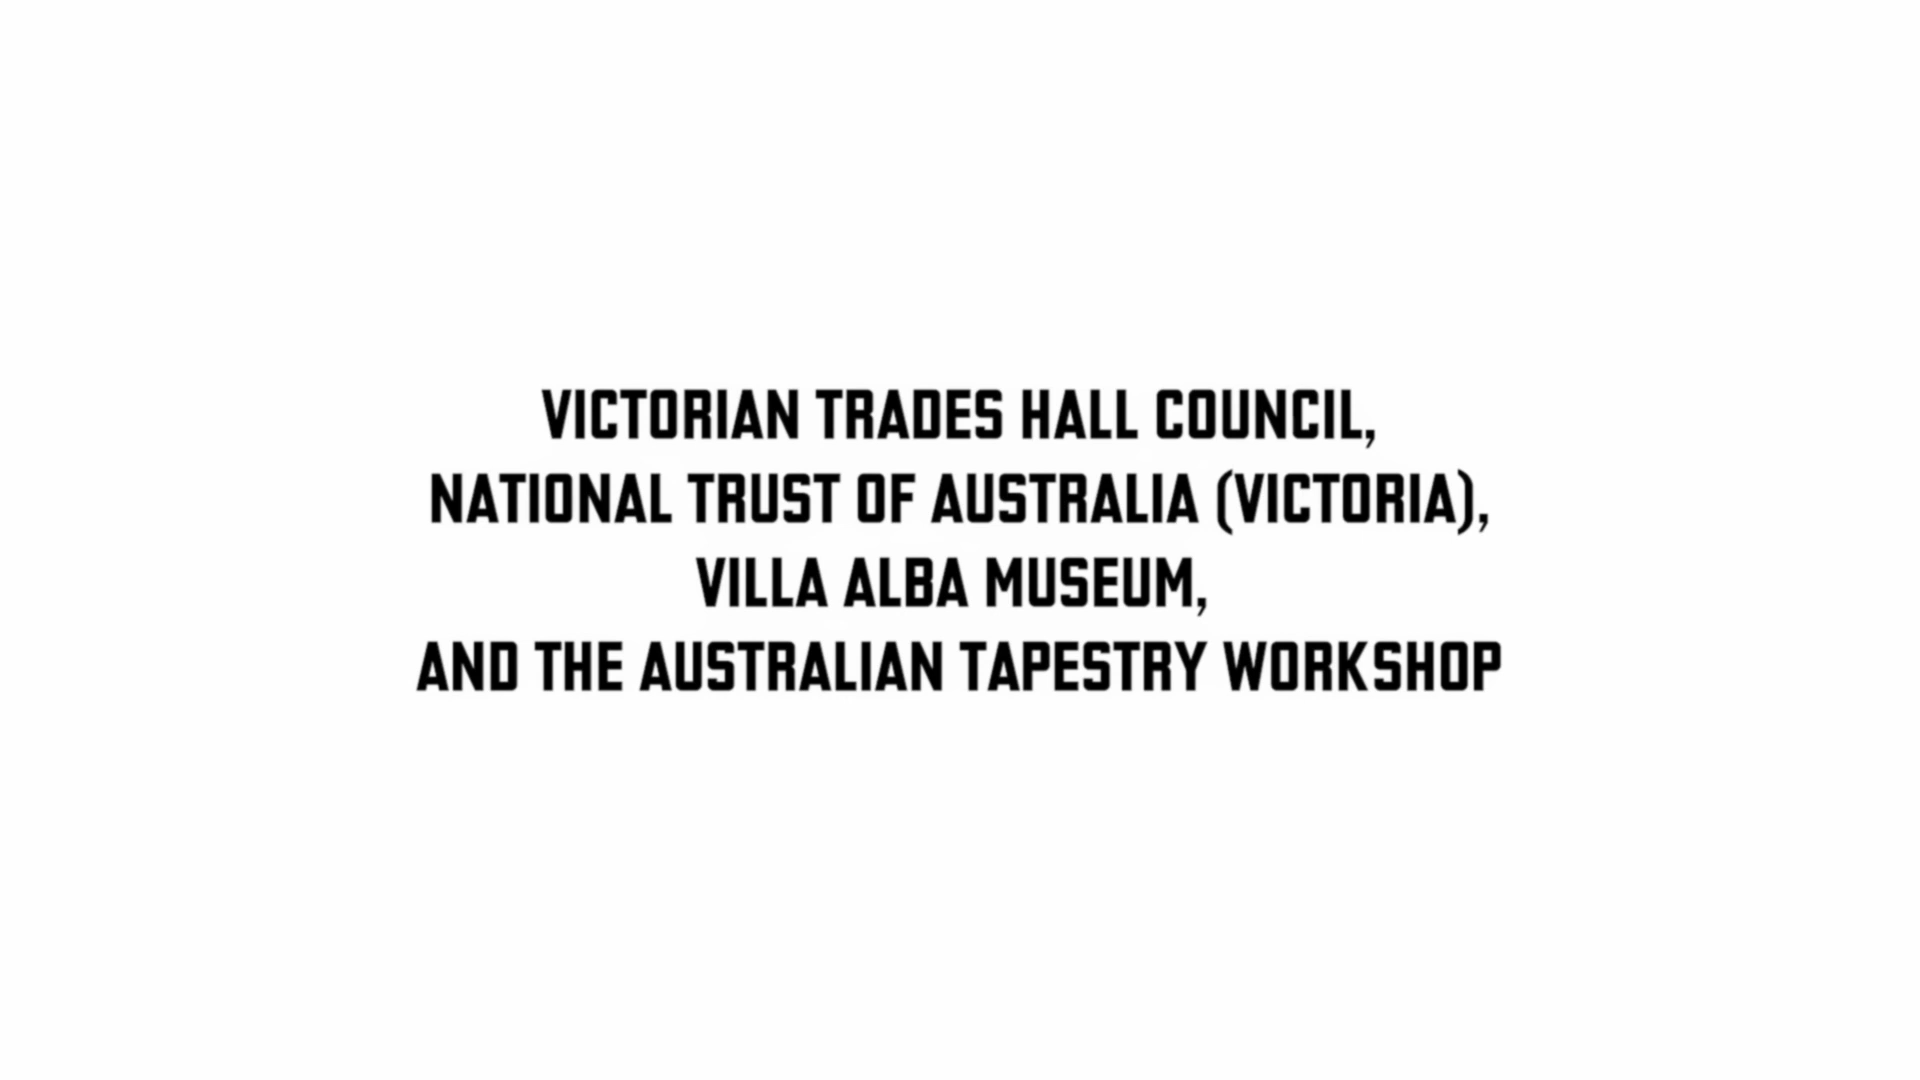 VICTORIAN TRADES HALL COUNCIL,
NATIONAL TRUST OF AUSTRALIA (VICTORIA),
VILLA ALBA MUSEUM,
AND THE AUSTRALIAN TAPESTRY WORKSHOP